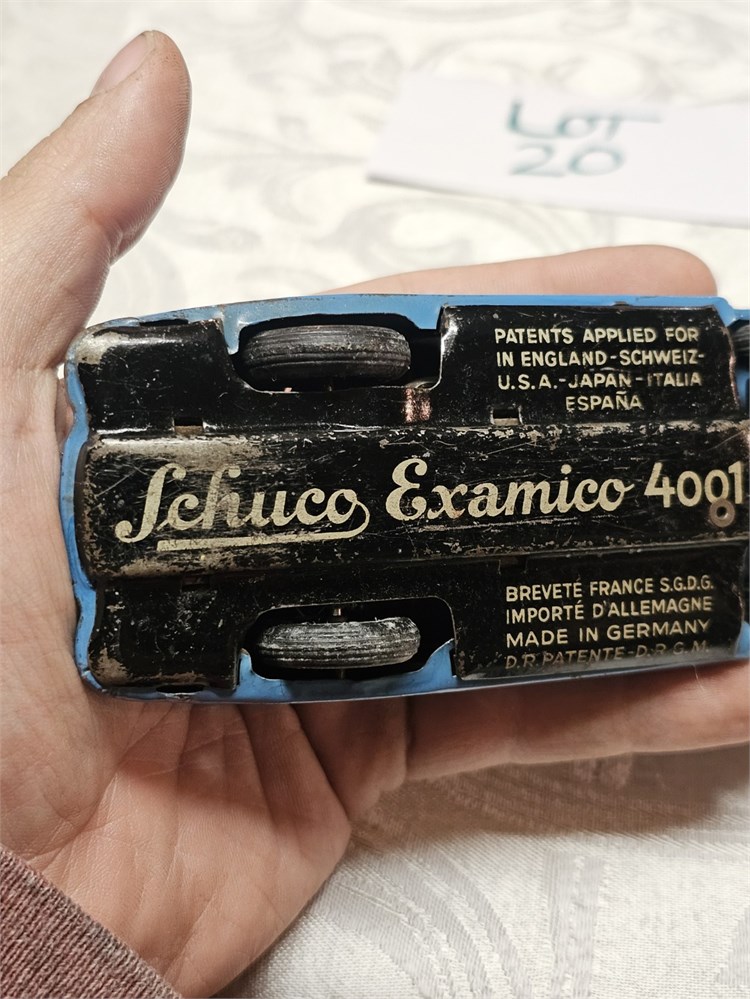 LOT
20
PATENTS APPLIED FOR
IN ENGLAND-SCHWEIZ-
U.S.A.-JAPAN-ITALIA
ESPAÑA
Schuco Examico 4001
BREVETÉ FRANCE S.G.D.G.
IMPORTÉ D'ALLEMAGNE
MADE IN GERMANY
D.R.PATENTE-D.R.G.M.